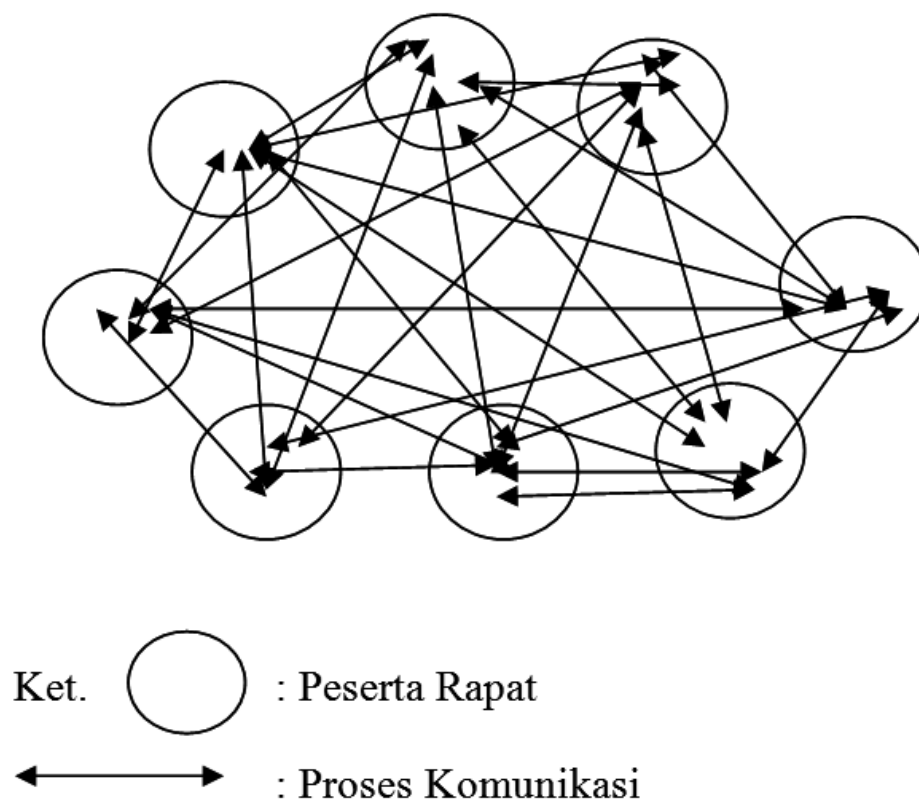 Ket. : Peserta Rapat
: Proses Komunikasi